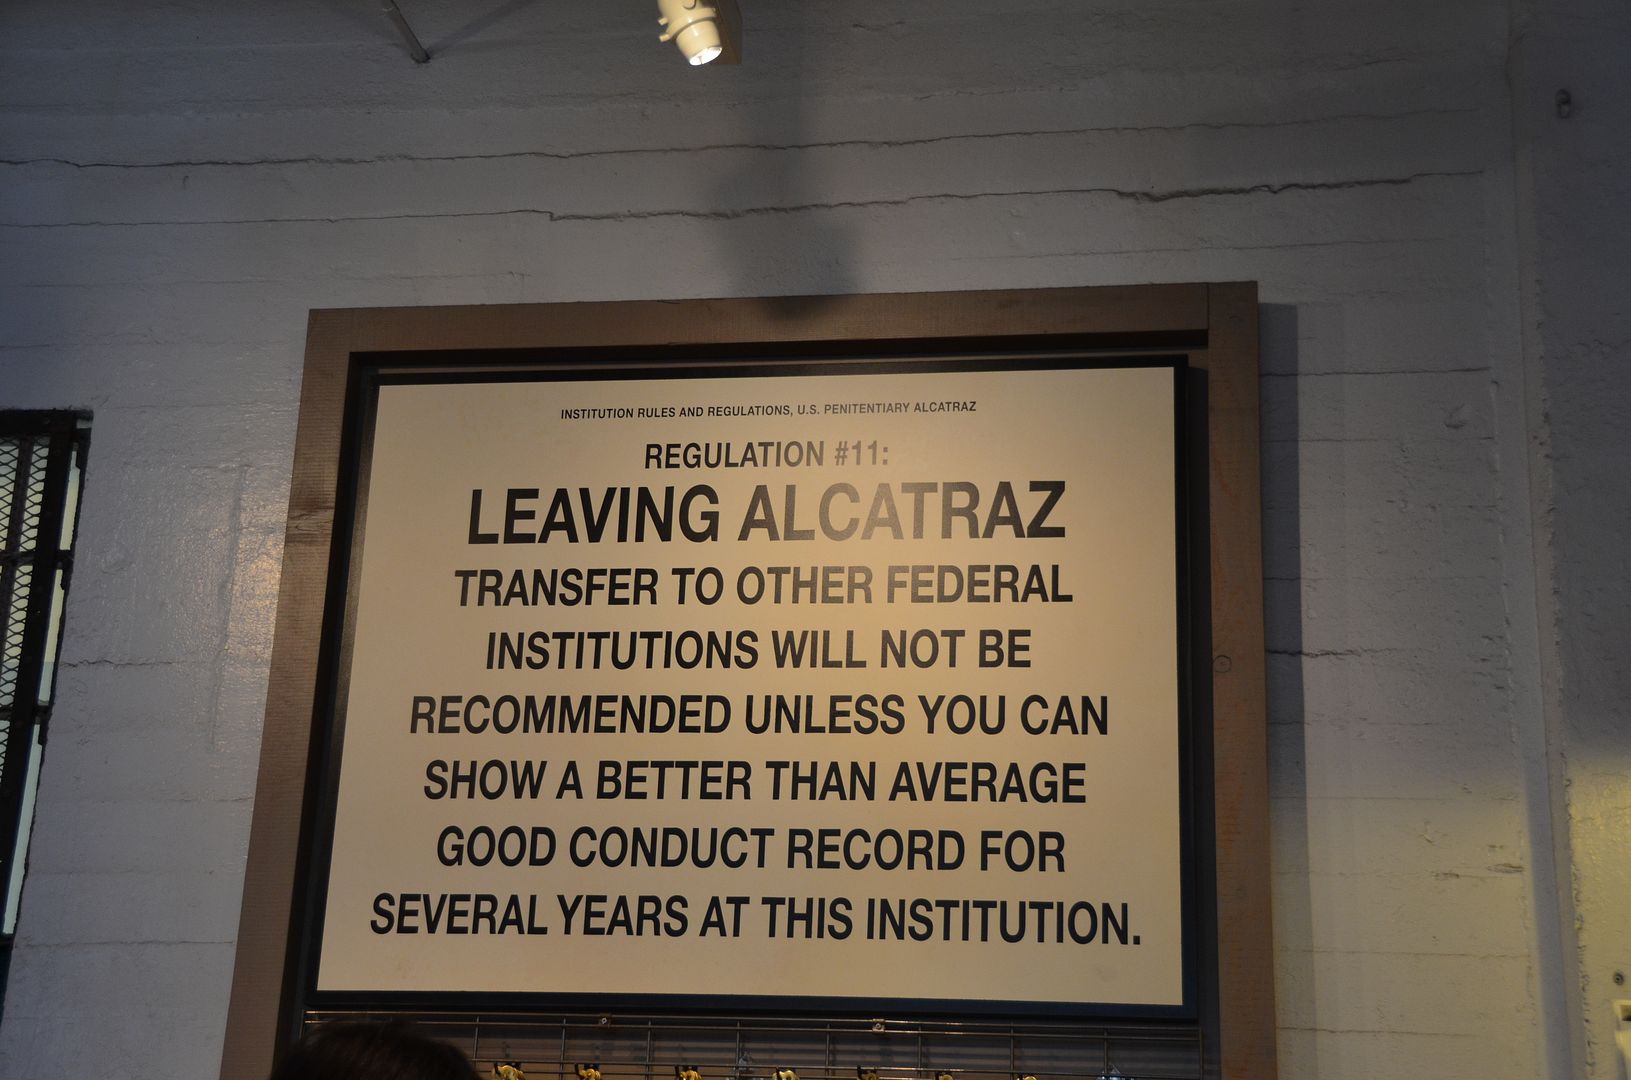 INSTITUTION RULES AND REGULATIONS, U.S. PENITENTIARY ALCATRAZ
REGULATION #11:
LEAVING ALCATRAZ
TRANSFER TO OTHER FEDERAL
INSTITUTIONS WILL NOT BE
RECOMMENDED UNLESS YOU CAN
SHOW A BETTER THAN AVERAGE
GOOD CONDUCT RECORD FOR
SEVERAL YEARS AT THIS INSTITUTION.